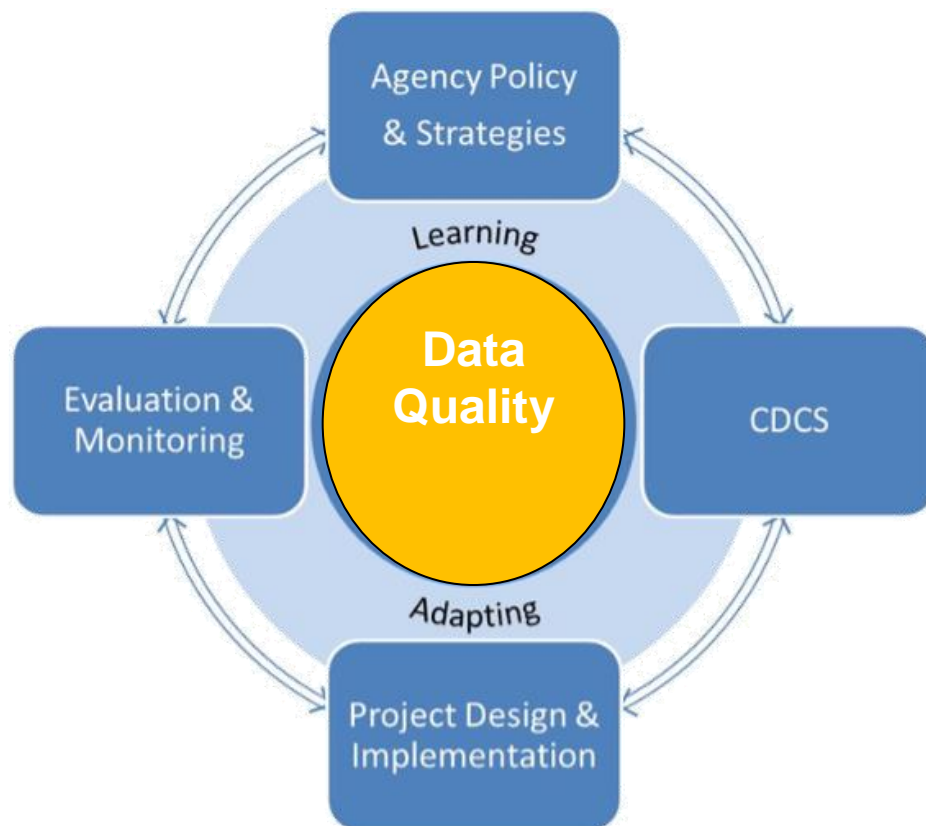 Agency Policy
& Strategies
Learning
Data
Quality
Evaluation &
Monitoring
CDCS
Adapting
Project Design &
Implementation